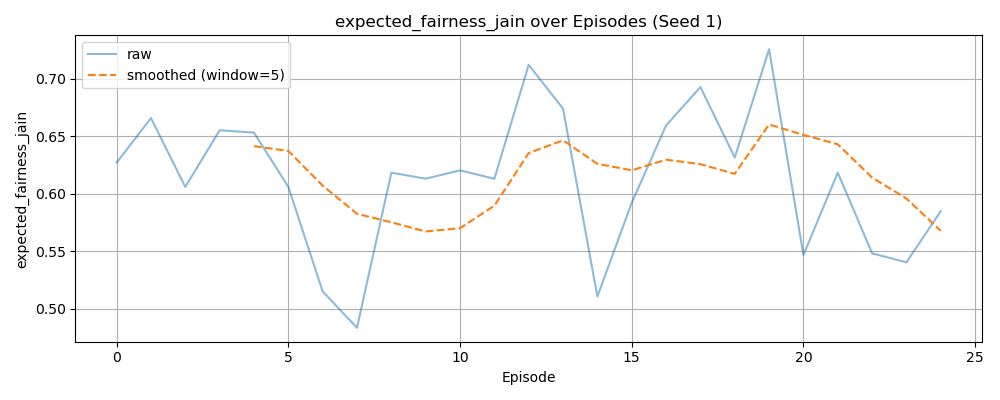 expected_fairness_jain over Episodes (Seed 1)
raw
smoothed (window=5)
expected_fairness_jain
0.70
0.65
0.60
0.55
0.50
0
5
10
15
20
25
Episode